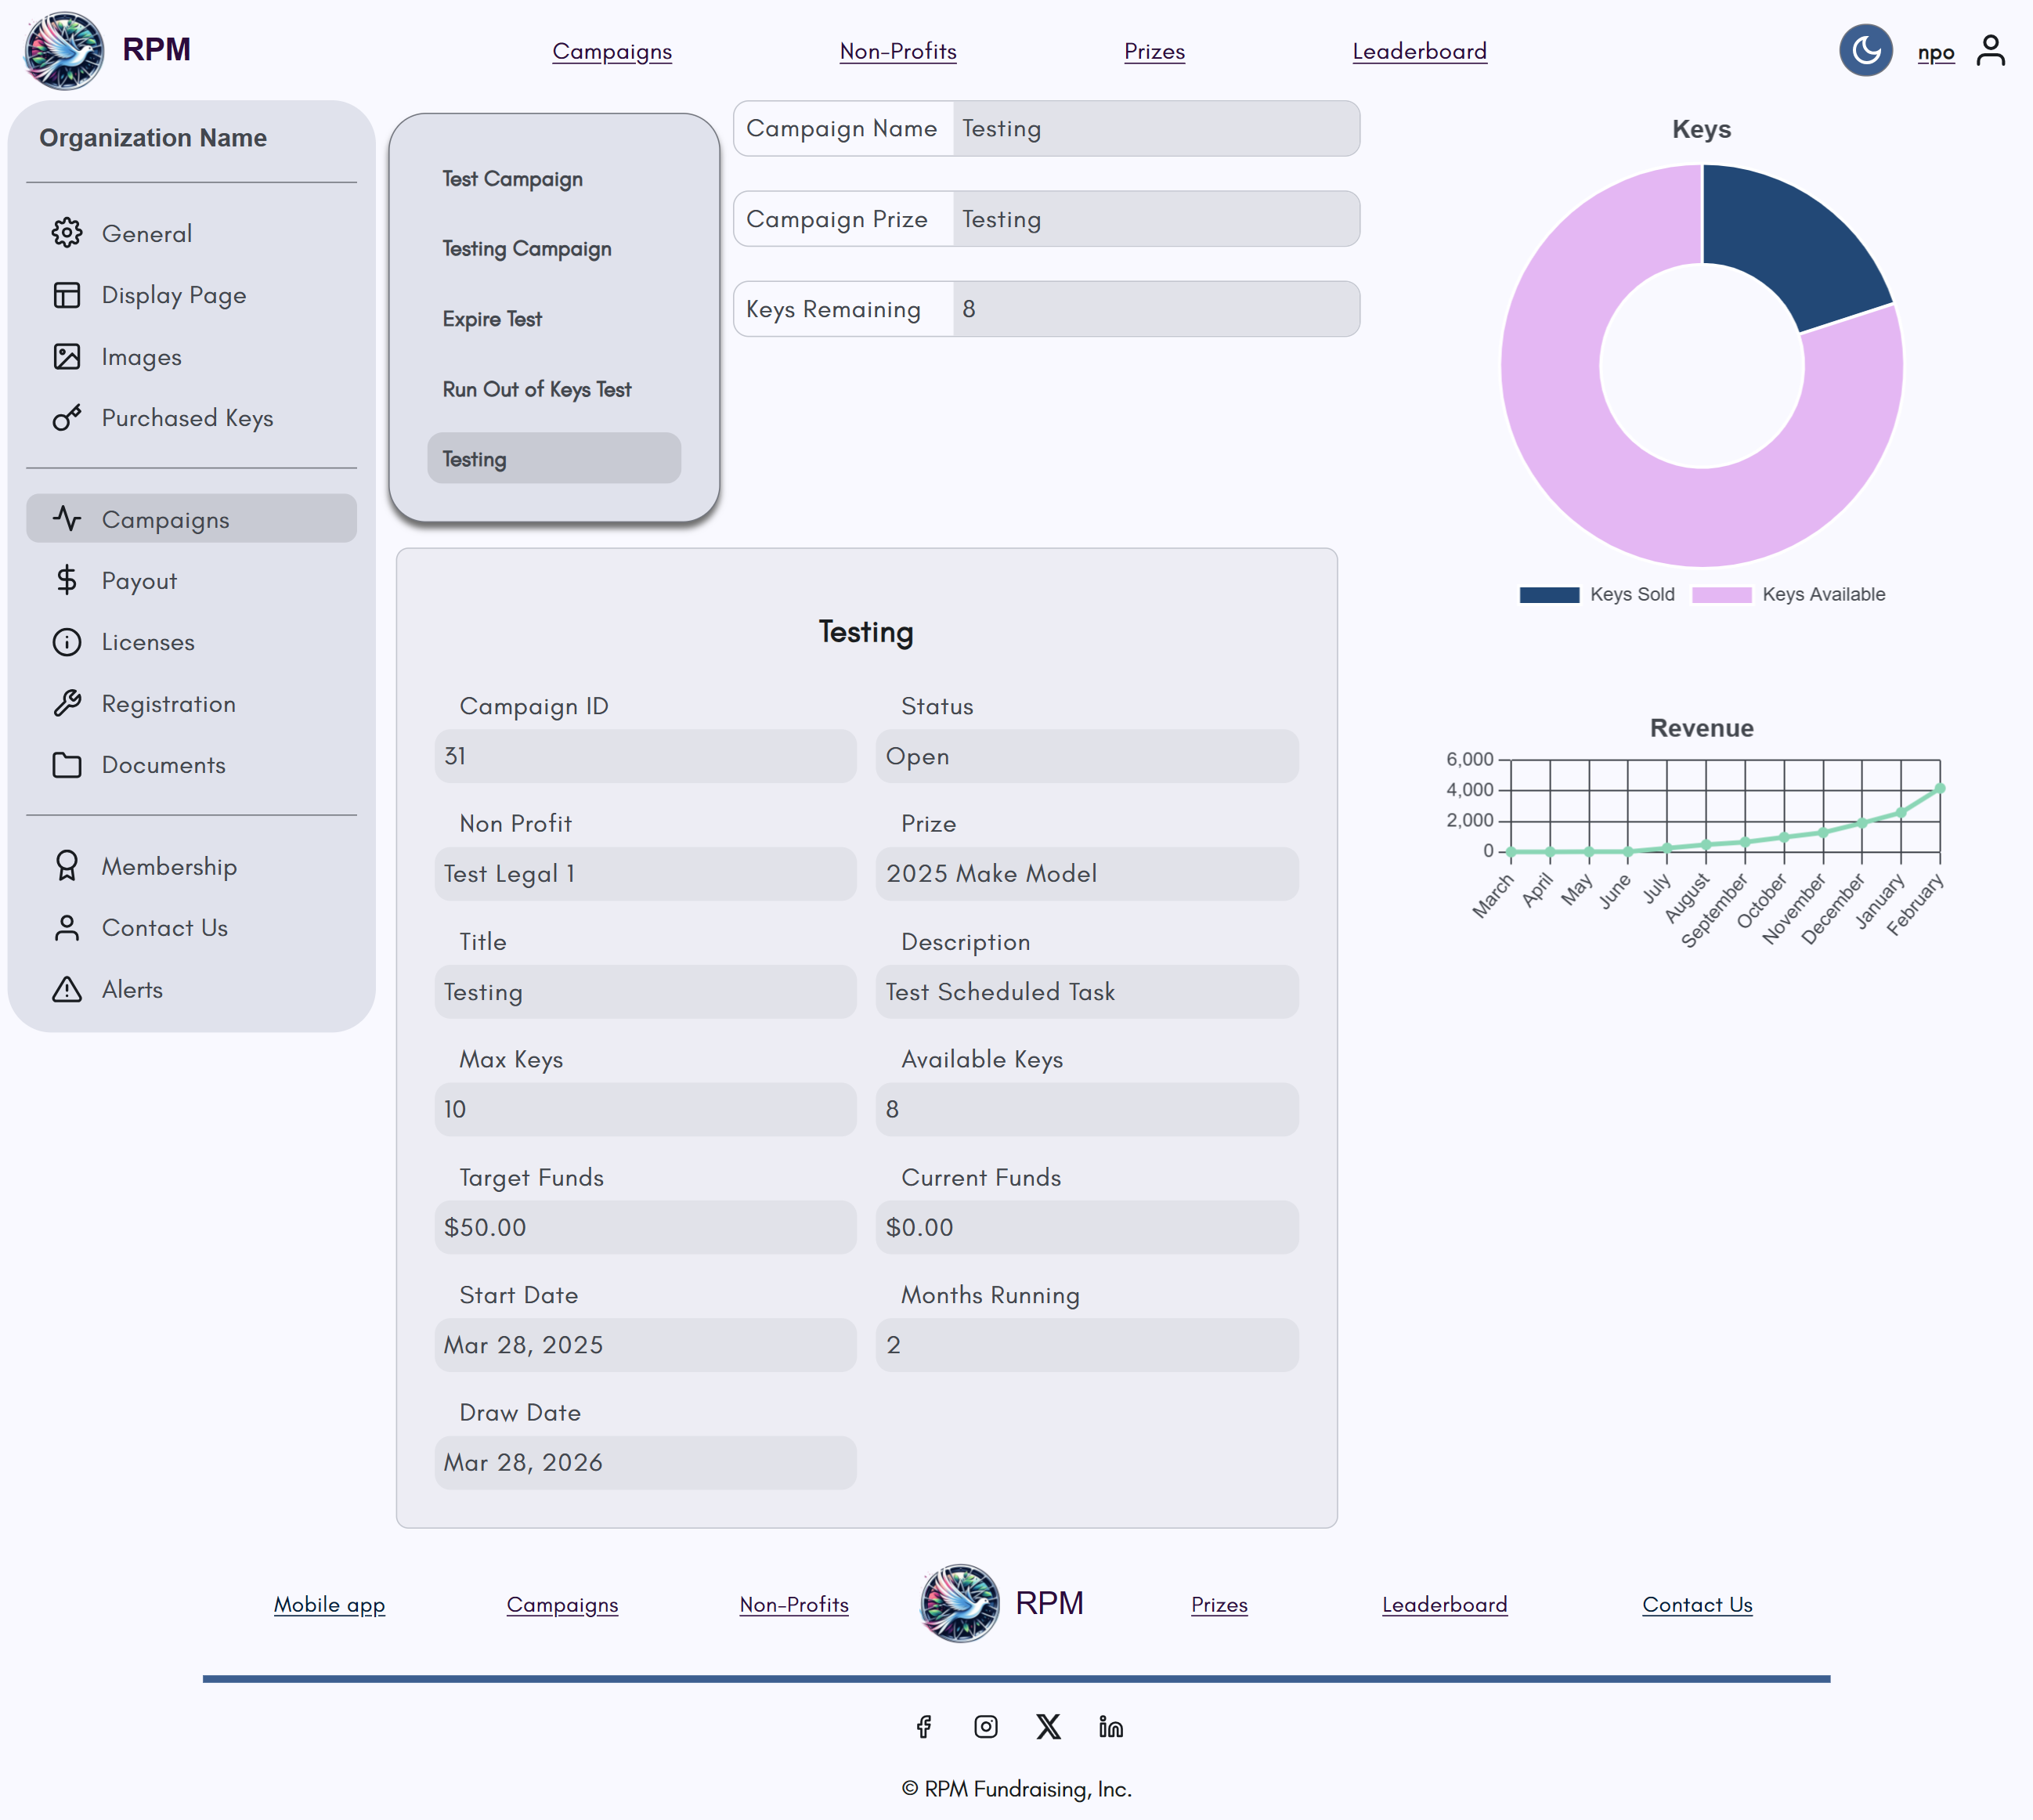 RPM
Campaigns
Non-Profits
Prizes
Leaderboard
npo
Organization Name
General
Display Page
Images
Purchased Keys
Campaigns
Payout
Licenses
Registration
Documents
Membership
Contact Us
Alerts
Test Campaign
Testing Campaign
Expire Test
Run Out of Keys Test
Testing
Campaign Name Testing
Campaign Prize Testing
Keys Remaining 8
Keys
Keys Sold Keys Available
Testing
Campaign ID
31
Status
Open
Non Profit
Test Legal 1
Prize
2025 Make Model
Title
Testing
Description
Test Scheduled Task
Max Keys
10
Available Keys
8
Target Funds
$50.00
Current Funds
$0.00
Start Date
Mar 28, 2025
Months Running
2
Draw Date
Mar 28, 2026
Revenue
6,000
4,000
2,000
0
March
April
May
June
July
August
September
October
November
December
January
February
Mobile app
Campaigns
Non-Profits
RPM
Prizes
Leaderboard
Contact Us
© RPM Fundraising, Inc.